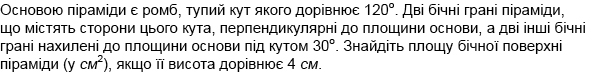 Основою піраміди є ромб, тупий кут якого дорівнює 120°. Дві бічні грані піраміди,
що містять сторони цього кута, перпендикулярні до площини основи, а дві інші бічні
грані нахилені до площини основи під кутом 30°. Знайдіть площу бічної поверхні
піраміди (у см²), якщо її висота дорівнює 4 см.